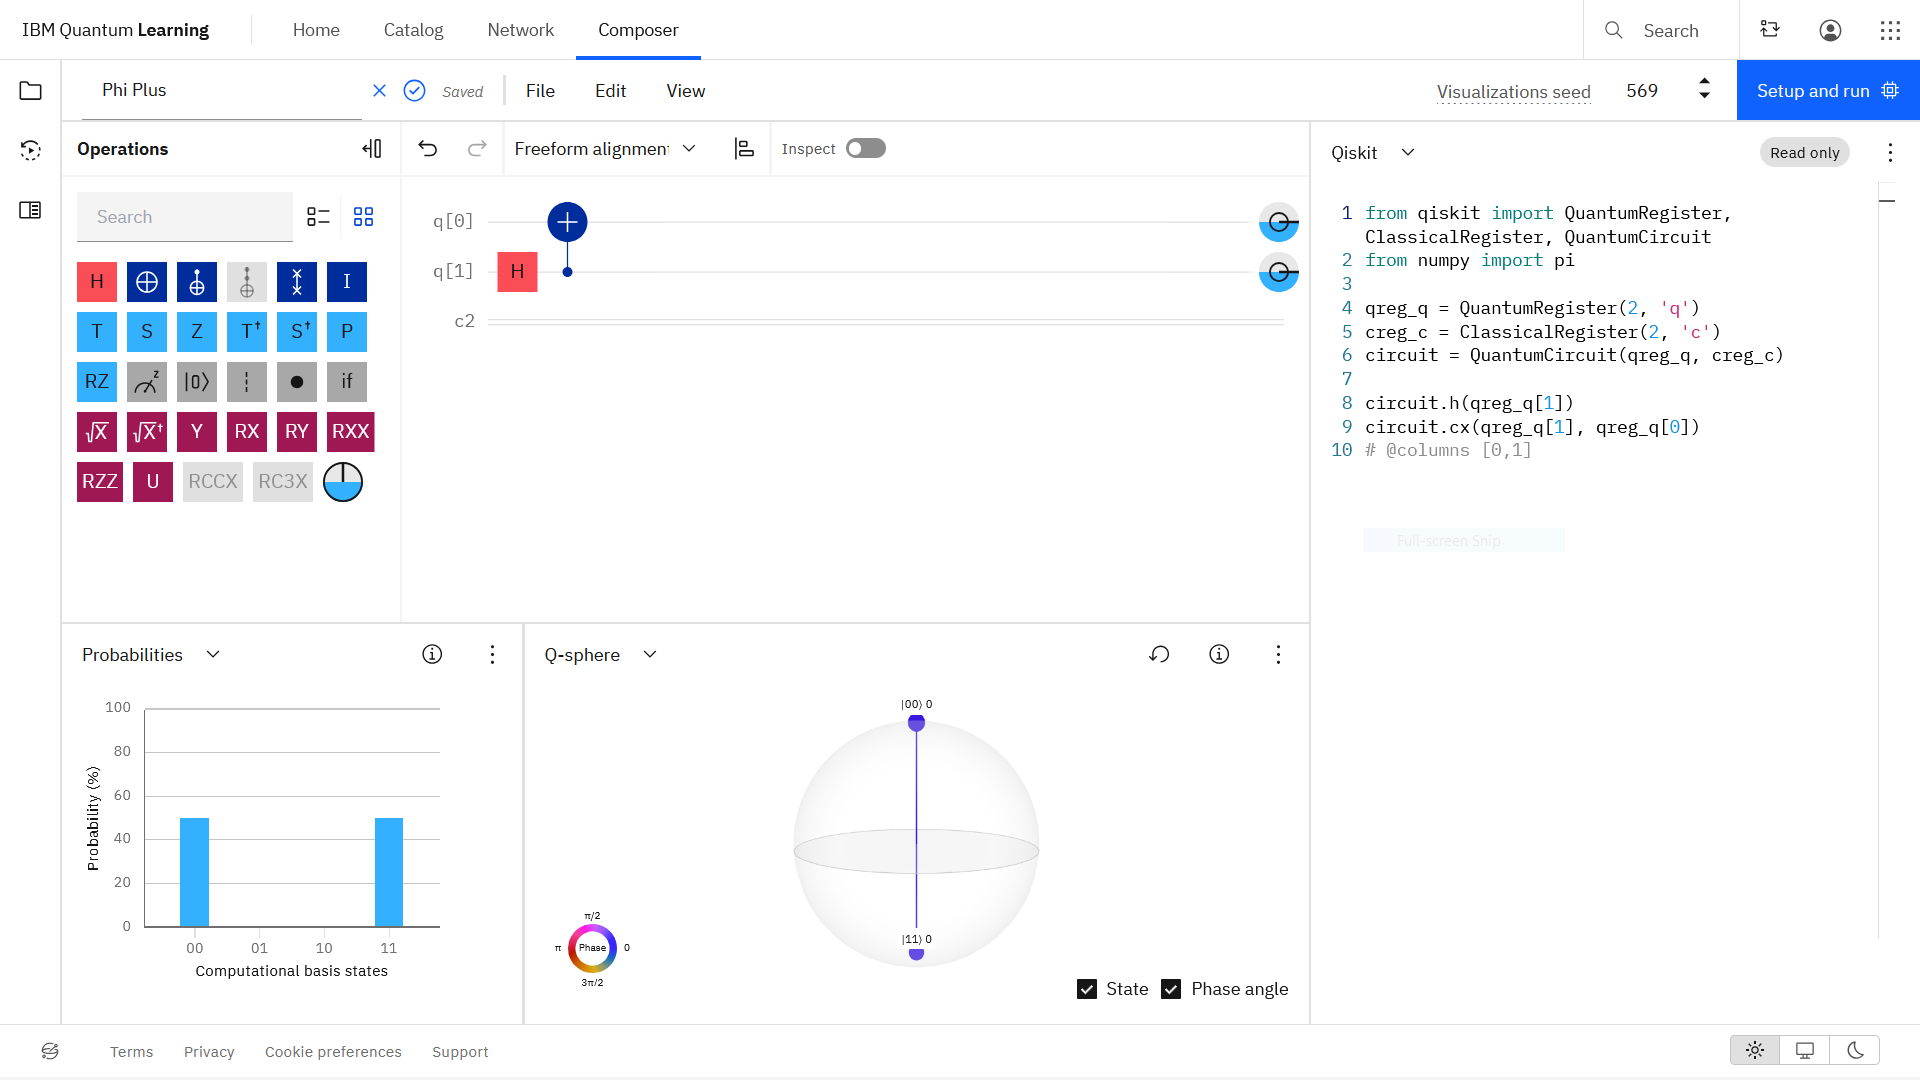 IBM Quantum Learning
Home
Catalog
Network
Composer
Search
Phi Plus
Saved
File
Edit
View
Visualizations seed
569
Setup and run
Operations
Freeform alignmen
Inspect
Qiskit
Read only
Search
H
I
T S Z T† S† P
RZ z |0⟩ if
√X √X† Y RX RY RXX
RZZ U RCCX RC3X
q[0]
q[1] H
c2
1 from qiskit import QuantumRegister,
ClassicalRegister, QuantumCircuit
2 from numpy import pi
3
4 qreg_q = QuantumRegister(2, 'q')
5 creg_c = ClassicalRegister(2, 'c')
6 circuit = QuantumCircuit(qreg_q, creg_c)
7
8 circuit.h(qreg_q[1])
9 circuit.cx(qreg_q[1], qreg_q[0])
10 # @columns [0,1]
Full-screen Snip
Probabilities
Probability (%)
100
80
60
40
20
0
00 01 10 11
Computational basis states
Q-sphere
|00⟩ 0
|11⟩ 0
π/2
π Phase 0
3π/2
State
Phase angle
Terms
Privacy
Cookie preferences
Support